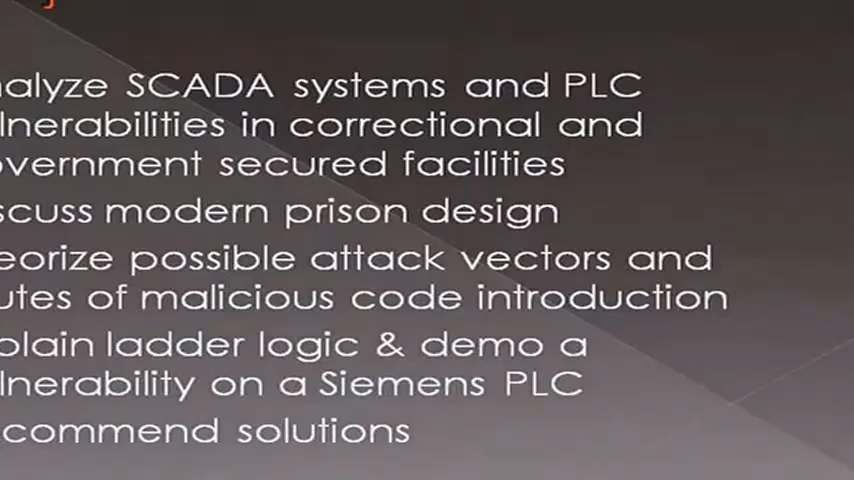 nalyze SCADA systems and PLC
lnerabilities in correctional and
overnment secured facilities
scuss modern prison design
eorize possible attack vectors and
utes of malicious code introduction
plain ladder logic & demo a
lnerability on a Siemens PLC
commend solutions